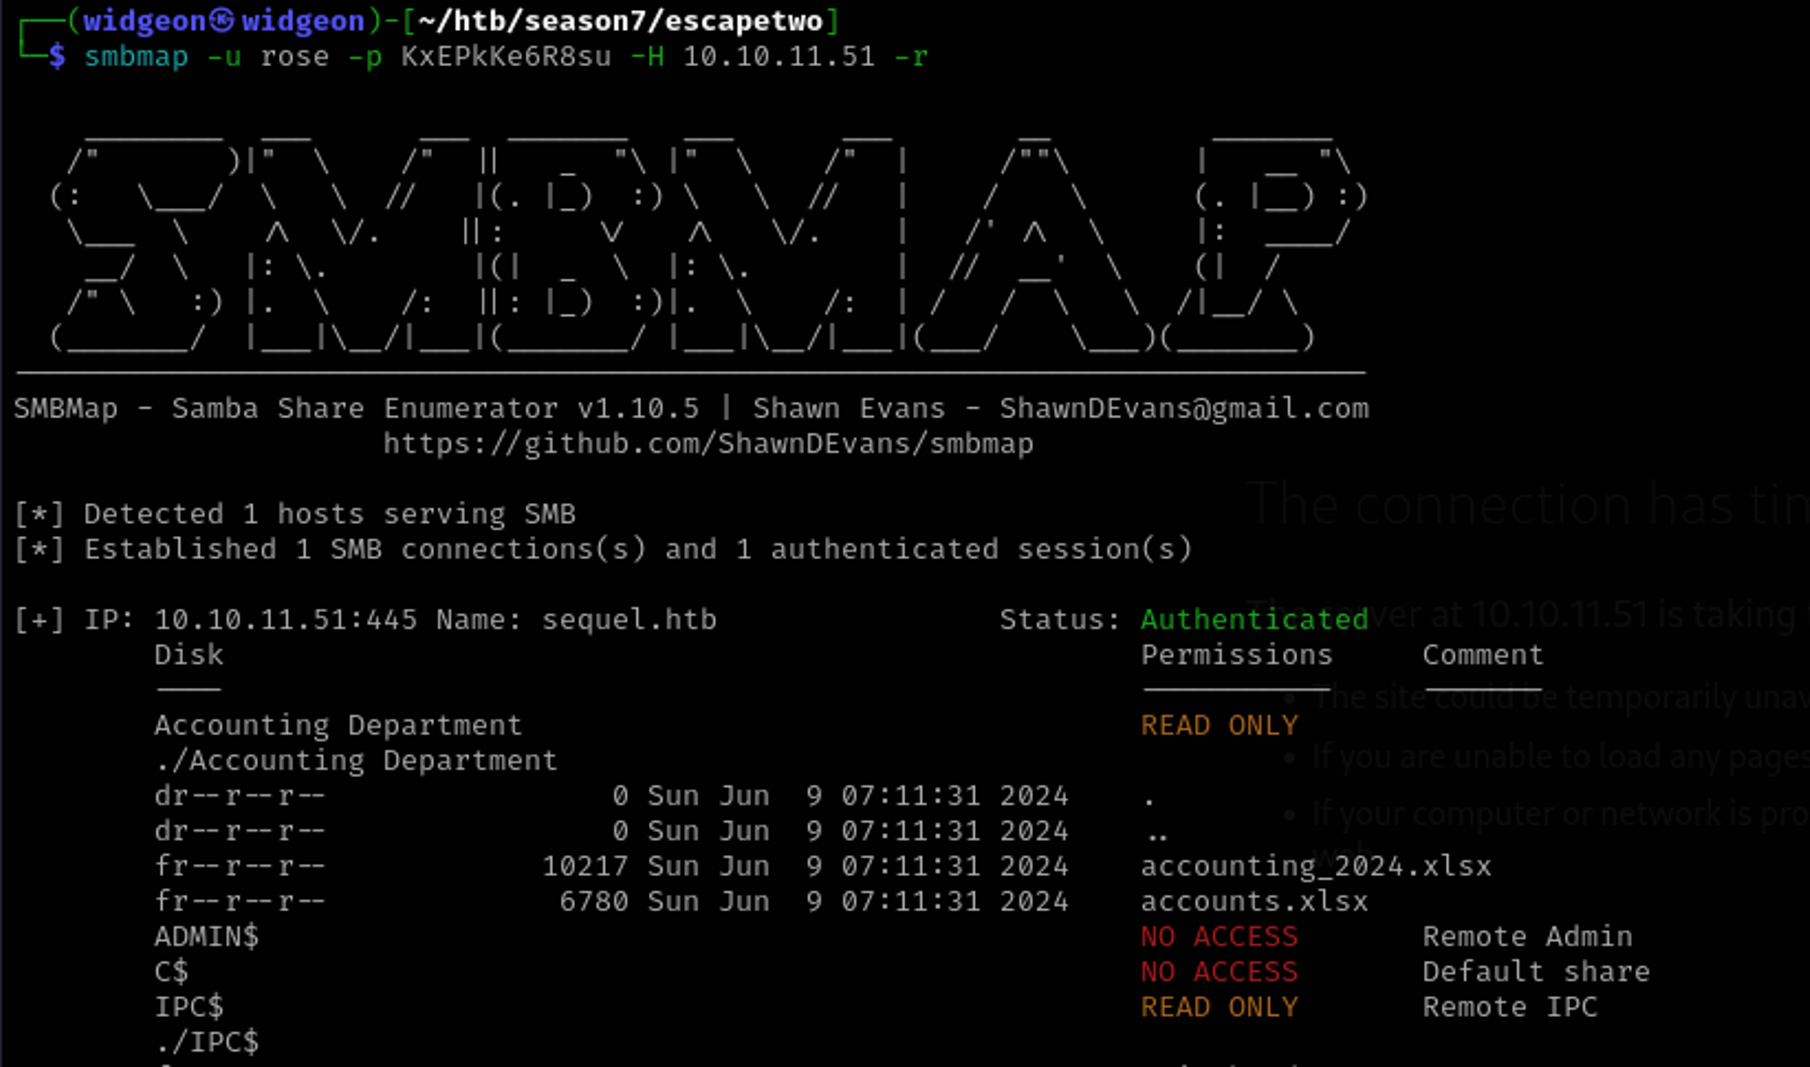 (widgeon㉿widgeon)-[~/htb/season7/escapetwo]
$ smbmap -u rose -p KxEPkKe6R8su -H 10.10.11.51 -r
SMBMAP
SMBMap - Samba Share Enumerator v1.10.5 | Shawn Evans - ShawnDEvans@gmail.com
https://github.com/ShawnDEvans/smbmap
The connection has
[*] Detected 1 hosts serving SMB
[*] Established 1 SMB connections(s) and 1 authenticated session(s)
[+] IP: 10.10.11.51:445 Name: sequel.htb Status: Authenticated
server at 10.10.11.51 is taking
Disk Permissions Comment
The site could be temporarily
Accounting Department READ ONLY
./Accounting Department
If you are unable to load any pages
dr--r--r-- 0 Sun Jun 9 07:11:31 2024 .
If your computer or network is
dr--r--r-- 0 Sun Jun 9 07:11:31 2024 ..
fr--r--r-- 10217 Sun Jun 9 07:11:31 2024 accounting_2024.xlsx
fr--r--r-- 6780 Sun Jun 9 07:11:31 2024 accounts.xlsx
ADMIN$ NO ACCESS Remote Admin
C$ NO ACCESS Default share
IPC$ READ ONLY Remote IPC
./IPC$